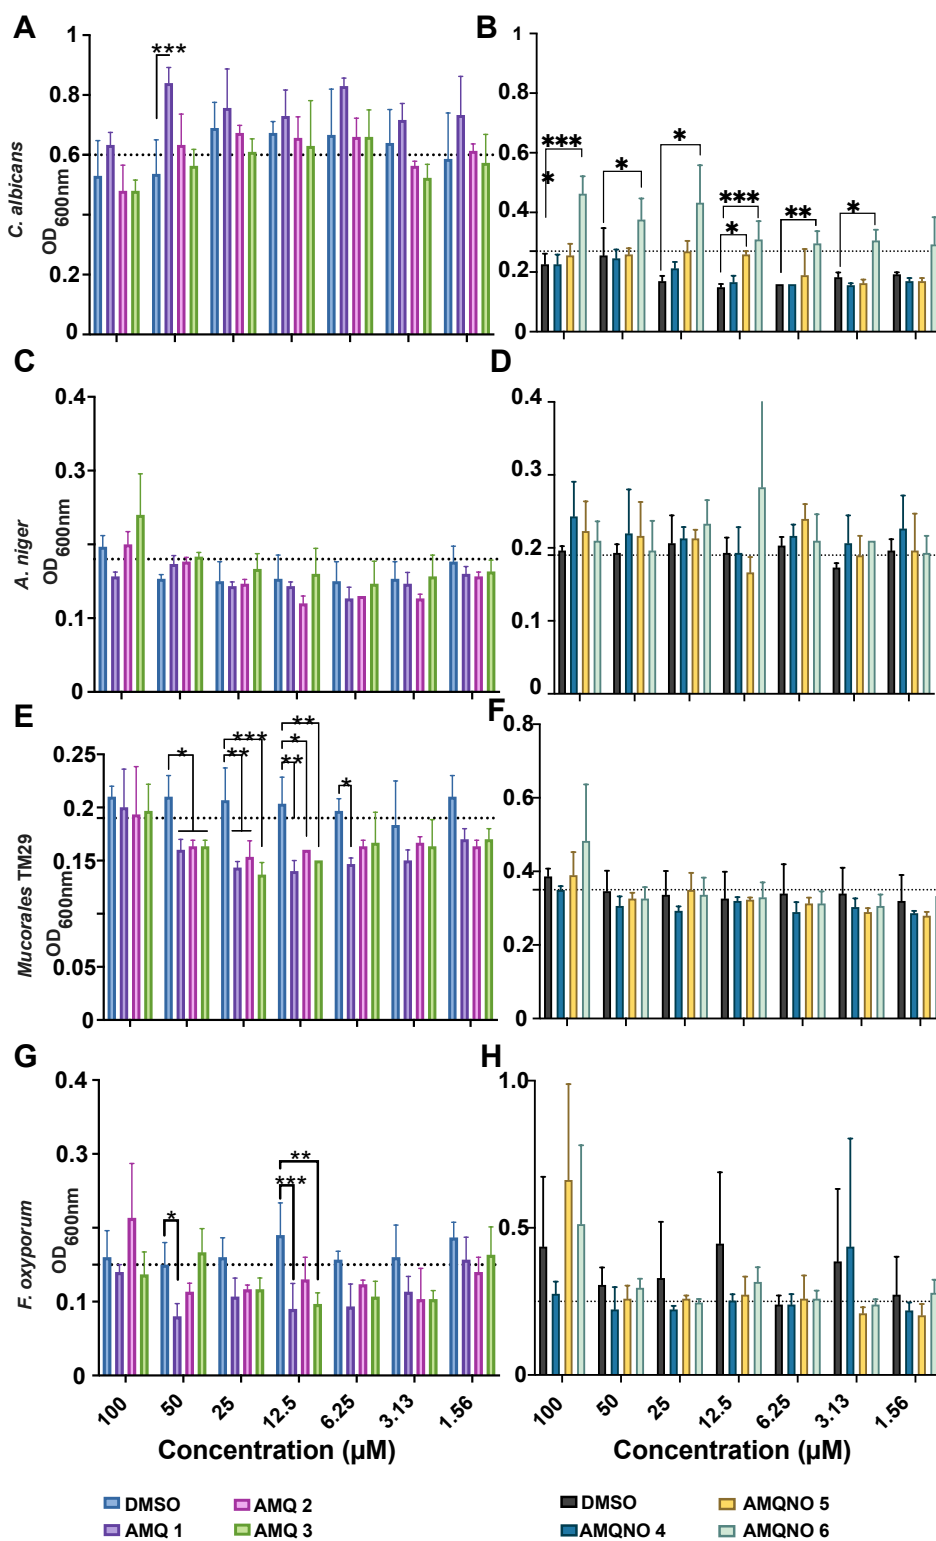 A
B
C. albicans
OD600nm
1
0.8
0.6
0.4
0.2
0
***
1
0.8
0.6
0.4
0.2
0
***
*
*
*
***
*
**
*
C
D
A. niger
OD600nm
0.4
0.3
0.1
0
0.4
0.3
0.2
0.1
0
E
F
Mucorales TM29
OD600nm
0.25
0.2
0.15
0.05
0
*
***
**
**
*
**
*
0.8
0.6
0.4
0.2
0
G
H
F. oxyporum
OD600nm
0.4
0.3
0.1
0
*
**
***
1.0
0.5
0
100
50
25
12.5
6.25
3.13
1.56
Concentration (µM)
100
50
25
12.5
6.25
3.13
1.56
Concentration (µM)
DMSO
AMQ 2
AMQ 1
AMQ 3
DMSO
AMQNO 5
AMQNO 4
AMQNO 6